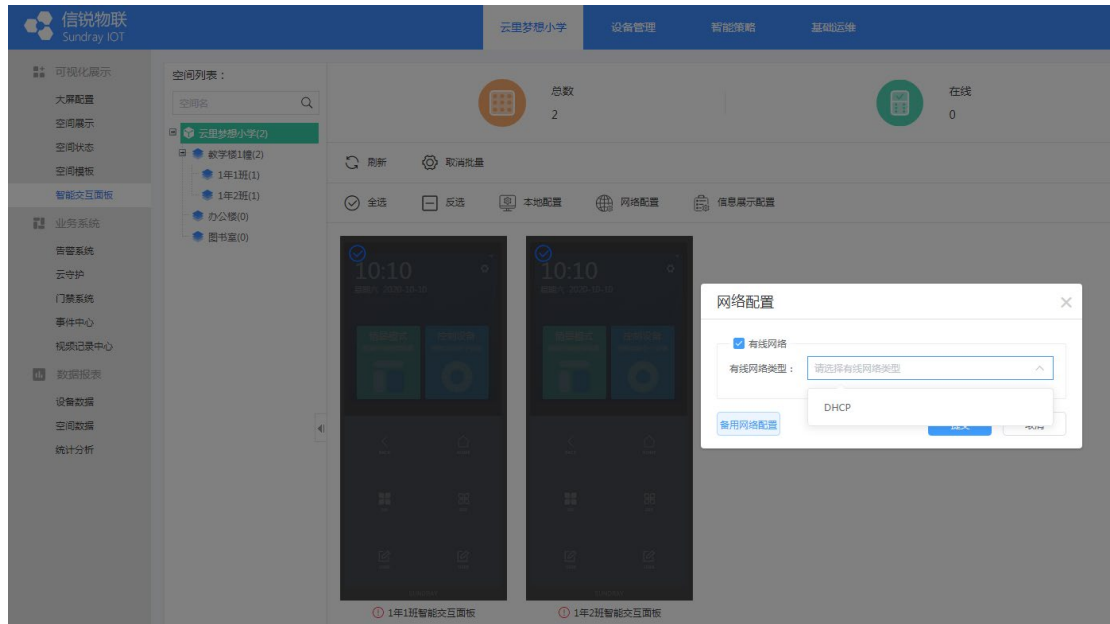 信锐物联
Sundray IOT
云里梦想小学
设备管理
智能策略
基础运维
可视化展示
大屏配置
空间展示
空间状态
空间模板
智能交互面板
业务系统
告警系统
云守护
门禁系统
事件中心
视频记录中心
数据报表
设备数据
空间数据
统计分析
空间列表：
空间名
云里梦想小学(2)
教学楼1幢(2)
1年1班(1)
1年2班(1)
办公楼(0)
图书室(0)
总数
2
在线
0
刷新
取消批量
全选
反选
本地配置
网络配置
信息展示配置
10:10
10:10
1年1班智能交互面板
1年2班智能交互面板
网络配置
有线网络
有线网络类型：
请选择有线网络类型
DHCP
备用网络配置
提交
取消